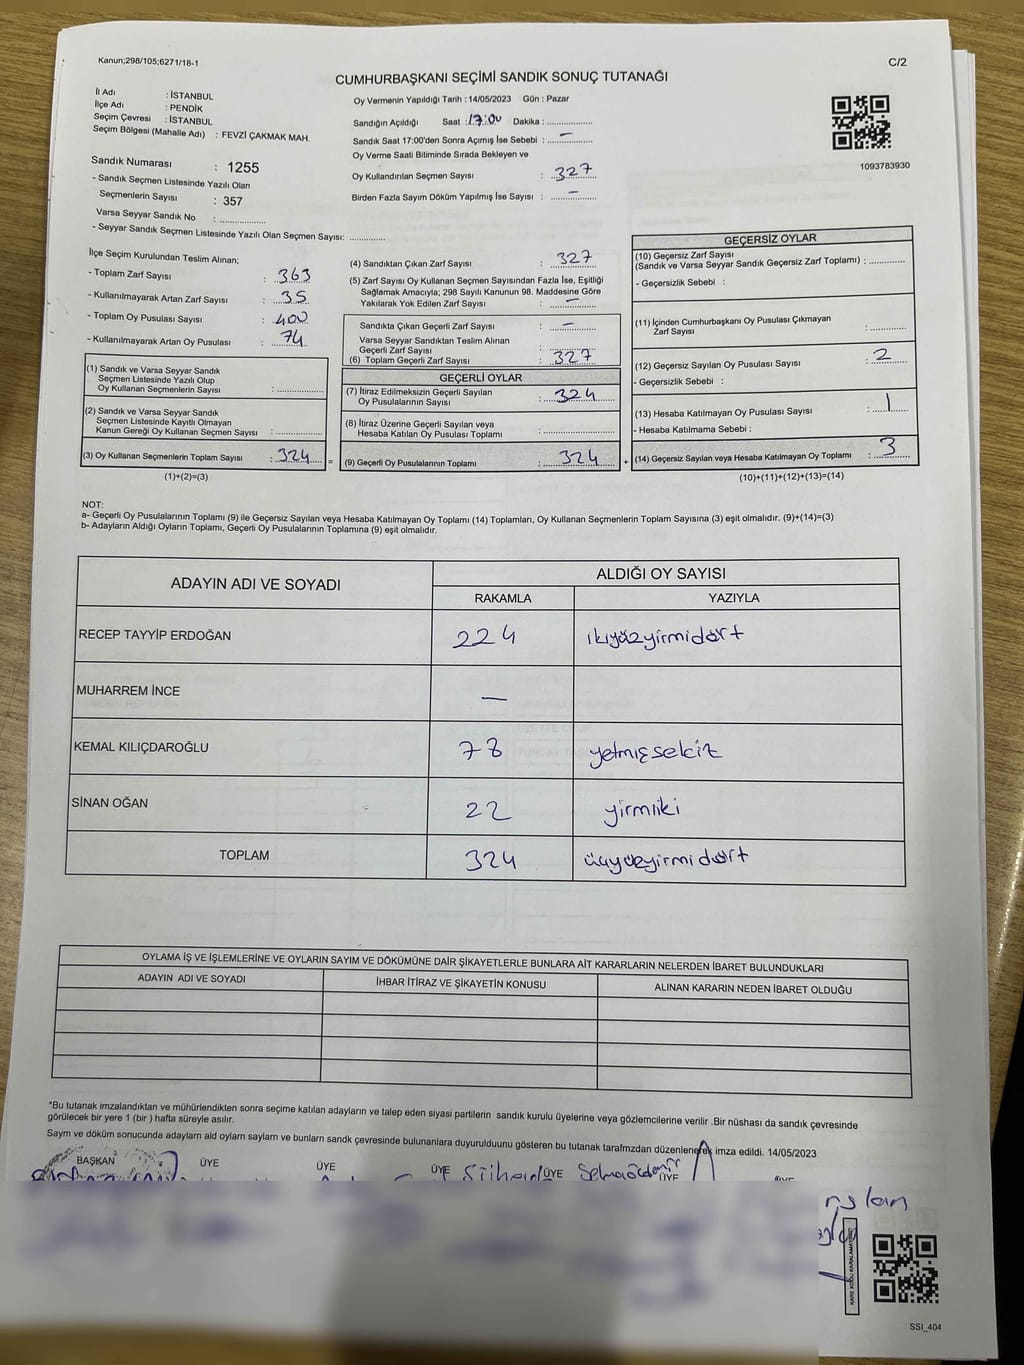 Kanun;298/105;6271/18-1
C/2
CUMHURBAŞKANI SEÇİMİ SANDIK SONUÇ TUTANAĞI
İl Adı : İSTANBUL
İlçe Adı : PENDİK
Seçim Çevresi : İSTANBUL
Seçim Bölgesi (Mahalle Adı) : FEVZİ ÇAKMAK MAH.
Oy Vermenin Yapıldığı Tarih : 14/05/2023 Gün : Pazar
Sandığın Açıldığı Saat : 17:00 Dakika : ..............
Sandık Saat 17:00'den Sonra Açımış İse Sebebi : —
Oy Verme Saati Bitiminde Sırada Bekleyen ve
Oy Kullandırılan Seçmen Sayısı : 327
Birden Fazla Sayım Döküm Yapılmış İse Sayısı : —
1093783930
Sandık Numarası : 1255
- Sandık Seçmen Listesinde Yazılı Olan
Seçmenlerin Sayısı : 357
Varsa Seyyar Sandık No : ..............
- Seyyar Sandık Seçmen Listesinde Yazılı Olan Seçmen Sayısı: ............
İlçe Seçim Kurulundan Teslim Alınan;
- Toplam Zarf Sayısı : 363
- Kullanılmayarak Artan Zarf Sayısı : 35
- Toplam Oy Pusulası Sayısı : 400
- Kullanılmayarak Artan Oy Pusulası : 74
(1) Sandık ve Varsa Seyyar Sandık
Seçmen Listesinde Yazılı Olup
Oy Kullanan Seçmenlerin Sayısı : ..............
(2) Sandık ve Varsa Seyyar Sandık
Seçmen Listesinde Kayıtlı Olmayan
Kanun Gereği Oy Kullanan Seçmen Sayısı : ..............
(3) Oy Kullanan Seçmenlerin Toplam Sayısı : 324 =
(1)+(2)=(3)
(4) Sandıktan Çıkan Zarf Sayısı : 327
(5) Zarf Sayısı Oy Kullanan Seçmen Sayısından Fazla İse, Eşitliği
Sağlamak Amacıyla; 298 Sayılı Kanunun 98. Maddesine Göre
Yakılarak Yok Edilen Zarf Sayısı : —
Sandıkta Çıkan Geçerli Zarf Sayısı : —
Varsa Seyyar Sandıktan Teslim Alınan
Geçerli Zarf Sayısı :
(6) Toplam Geçerli Zarf Sayısı : 327
GEÇERLİ OYLAR
(7) İtiraz Edilmeksizin Geçerli Sayılan
Oy Pusulalarının Sayısı : 324
(8) İtiraz Üzerine Geçerli Sayılan veya
Hesaba Katılan Oy Pusulası Toplamı : ..............
(9) Geçerli Oy Pusulalarının Toplamı : 324 +
GEÇERSİZ OYLAR
(10) Geçersiz Zarf Sayısı
(Sandık ve Varsa Seyyar Sandık Geçersiz Zarf Toplamı) : ............
- Geçersizlik Sebebi :
(11) İçinden Cumhurbaşkanı Oy Pusulası Çıkmayan
Zarf Sayısı : ............
(12) Geçersiz Sayılan Oy Pusulası Sayısı : 2
- Geçersizlik Sebebi :
(13) Hesaba Katılmayan Oy Pusulası Sayısı : 1
- Hesaba Katılmama Sebebi :
(14) Geçersiz Sayılan veya Hesaba Katılmayan Oy Toplamı : 3
(10)+(11)+(12)+(13)=(14)
NOT:
a- Geçerli Oy Pusulalarının Toplamı (9) ile Geçersiz Sayılan veya Hesaba Katılmayan Oy Toplamı (14) Toplamları, Oy Kullanan Seçmenlerin Toplam Sayısına (3) eşit olmalıdır. (9)+(14)=(3)
b- Adayların Aldığı Oyların Toplamı, Geçerli Oy Pusulalarının Toplamına (9) eşit olmalıdır.
ADAYIN ADI VE SOYADI ALDIĞI OY SAYISI
RAKAMLA YAZIYLA
RECEP TAYYİP ERDOĞAN 224 ikiyüzyirmidört
MUHARREM İNCE —
KEMAL KILIÇDAROĞLU 78 yetmişsekiz
SİNAN OĞAN 22 yirmiiki
TOPLAM 324 üçyüzyirmidört
OYLAMA İŞ VE İŞLEMLERİNE VE OYLARIN SAYIM VE DÖKÜMÜNE DAİR ŞİKAYETLERLE BUNLARA AİT KARARLARIN NELERDEN İBARET BULUNDUKLARI
ADAYIN ADI VE SOYADI İHBAR İTİRAZ VE ŞİKAYETİN KONUSU ALINAN KARARIN NEDEN İBARET OLDUĞU
*Bu tutanak imzalandıktan ve mühürlendikten sonra seçime katılan adayların ve talep eden siyasi partilerin sandık kurulu üyelerine veya gözlemcilerine verilir .Bir nüshası da sandık çevresinde
görülecek bir yere 1 (bir ) hafta süreyle asılır.
Sayım ve döküm sonucunda adayların ald oyların sayların ve bunların sandık çevresinde bulunanlara duyurulduunu gösteren bu tutanak tarafmızdan düzenlenerek imza edildi. 14/05/2023
BAŞKAN ÜYE ÜYE ÜYE ÜYE ÜYE
KARE KODU KARALAMAYINIZ
SSI_404